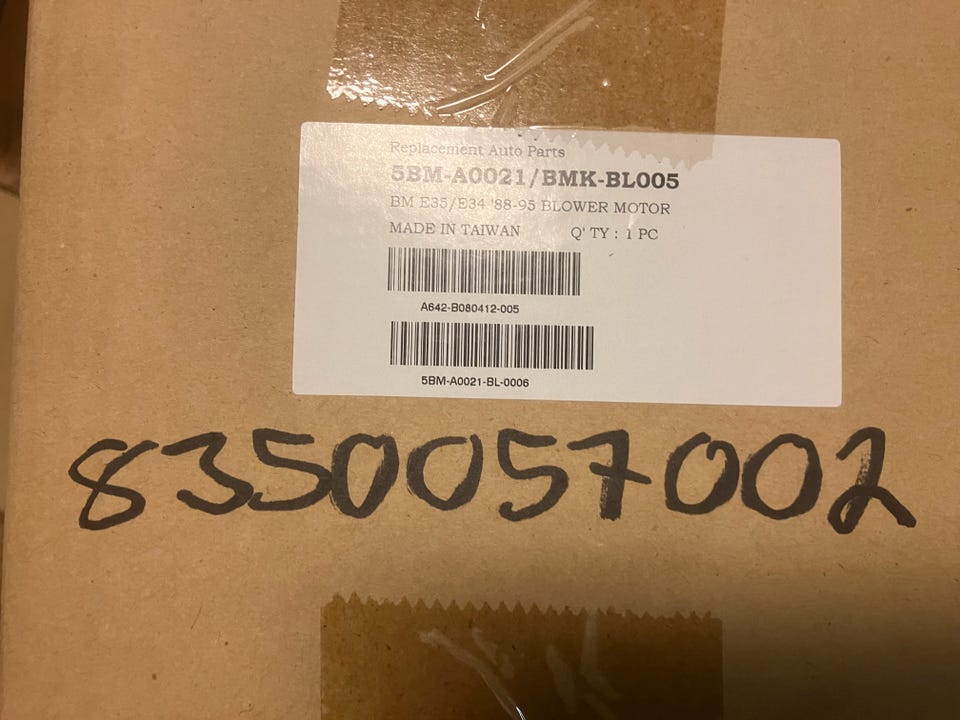 Replacement Auto Parts
5BM-A0021/BMK-BL005
BM E35/E34 '88-95 BLOWER MOTOR
MADE IN TAIWAN Q' TY : 1 PC
A642-B080412-005
5BM-A0021-BL-0006
8350057002